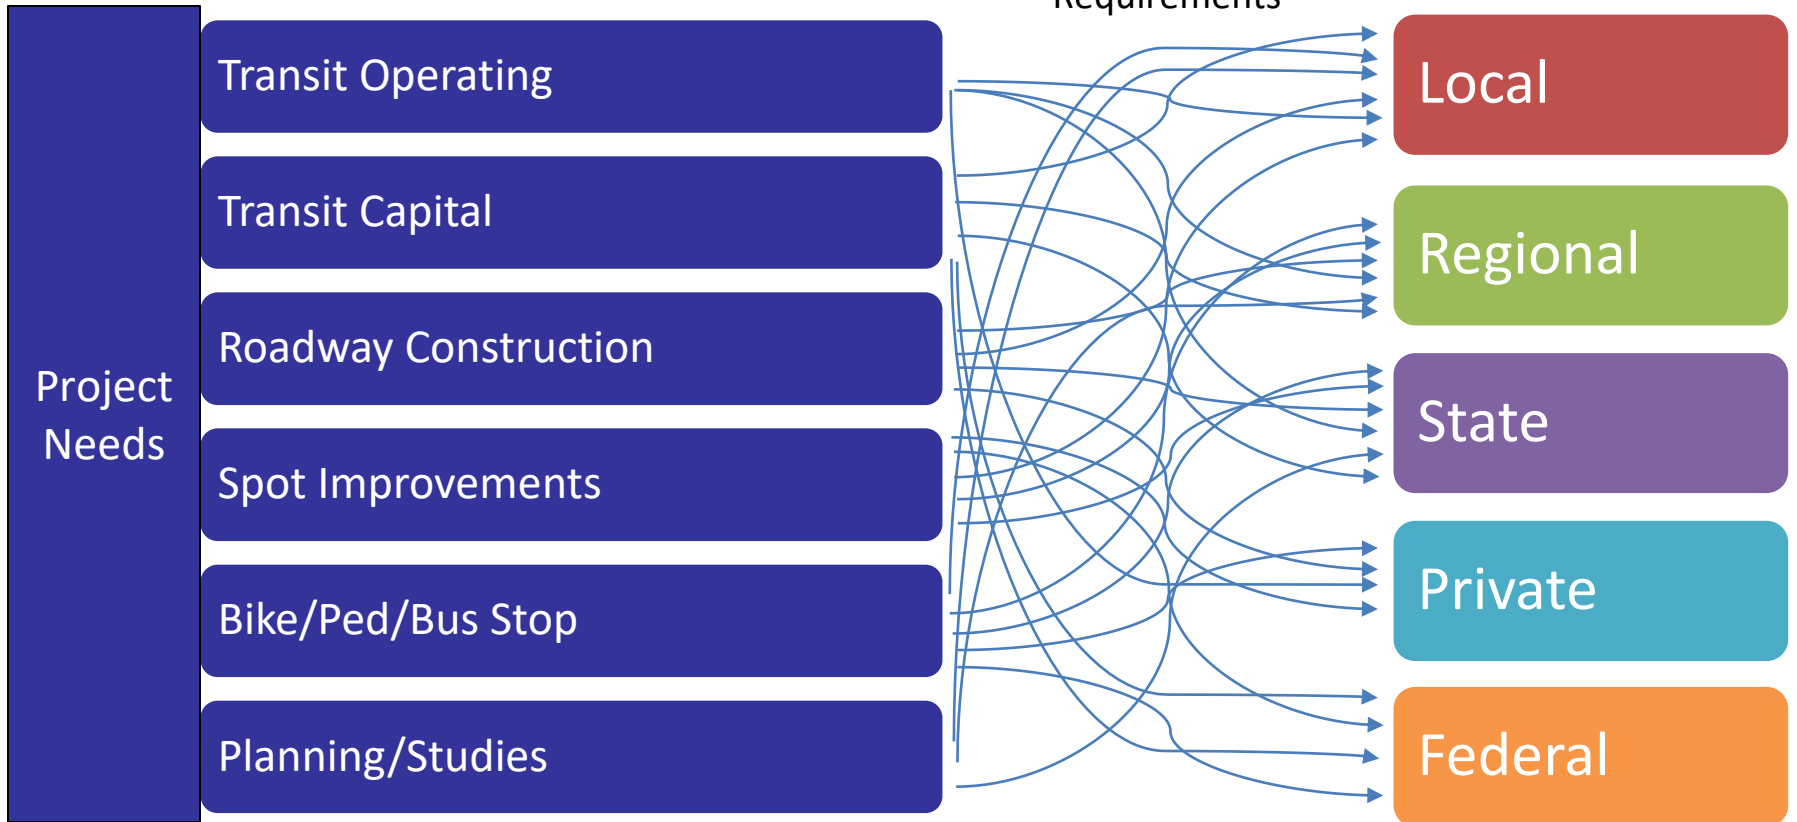 Requirements
Project
Needs
Transit Operating
Transit Capital
Roadway Construction
Spot Improvements
Bike/Ped/Bus Stop
Planning/Studies
Local
Regional
State
Private
Federal